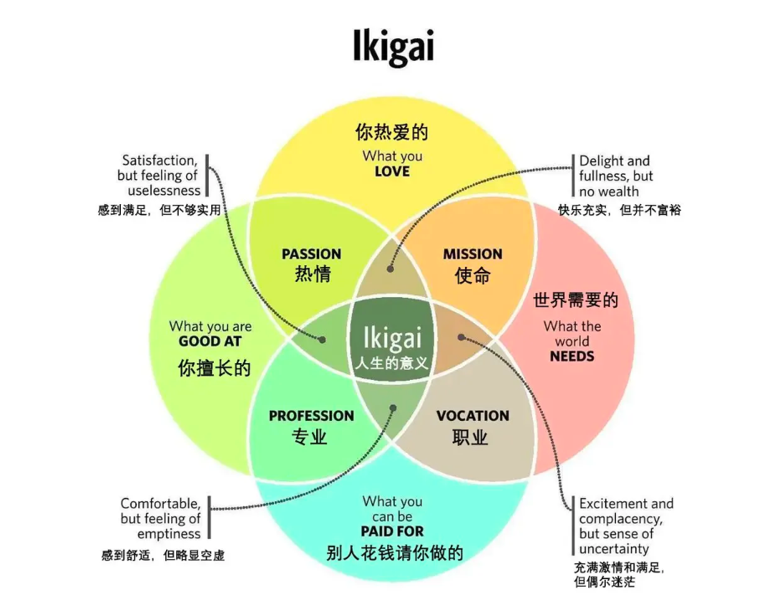 Ikigai
你热爱的
What you
LOVE
Satisfaction,
but feeling of
uselessness
感到满足，但不够实用
Delight and
fullness, but
no wealth
快乐充实，但并不富裕
PASSION
热情
MISSION
使命
What you are
GOOD AT
你擅长的
Ikigai
人生的意义
世界需要的
What the
world
NEEDS
PROFESSION
专业
VOCATION
职业
Comfortable,
but feeling of
emptiness
感到舒适，但略显空虚
What you
can be
PAID FOR
别人花钱请你做的
Excitement and
complacency,
but sense of
uncertainty
充满激情和满足，
但偶尔迷茫